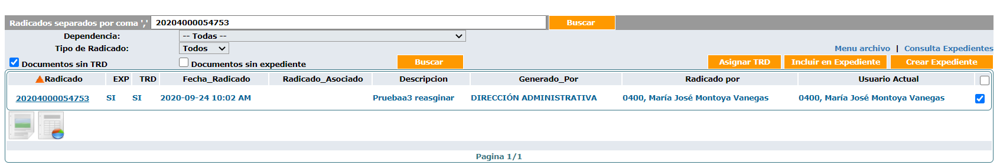 Radicados separados por coma ',' 20204000054753 Buscar
Dependencia: -- Todas --
Tipo de Radicado: Todos Menu archivo | Consulta Expedientes
Documentos sin TRD Documentos sin expediente Buscar Asignar TRD Incluir en Expediente Crear Expediente
Radicado EXP TRD Fecha_Radicado Radicado_Asociado Descripcion Generado_Por Radicado por Usuario Actual
20204000054753 SI SI 2020-09-24 10:02 AM Pruebaa3 reasginar DIRECCIÓN ADMINISTRATIVA 0400, María José Montoya Vanegas 0400, María José Montoya Vanegas
Pagina 1/1